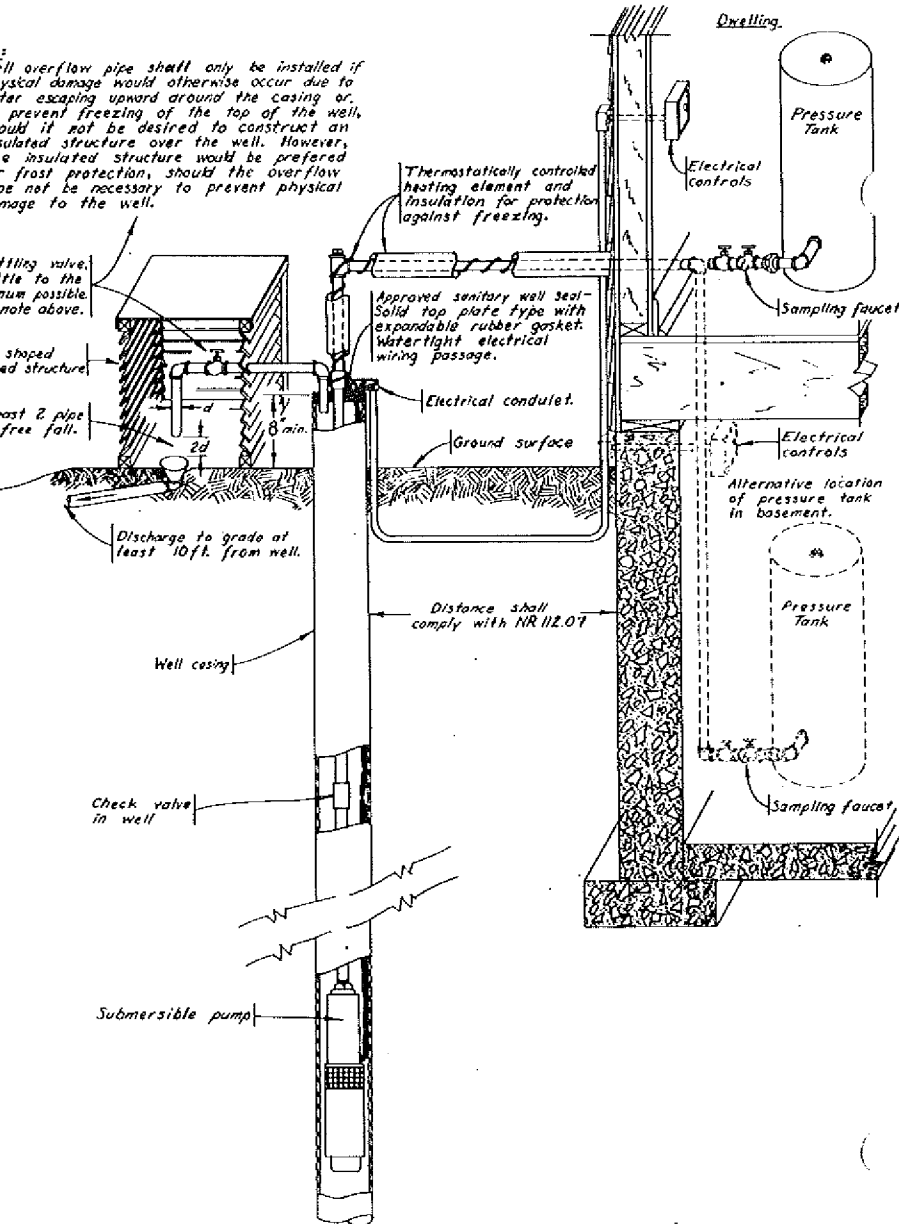 Dwelling
:
ll overflow pipe shall only be installed if
ysical damage would otherwise occur due to
ter escaping upward around the casing or,
prevent freezing of the top of the well,
ould it not be desired to construct an
sulated structure over the well. However,
e insulated structure would be prefered
r frost protection, should the overflow
pe not be necessary to prevent physical
mage to the well.
Pressure
Tank
Electrical
controls
Thermostatically controlled
heating element and
insulation for protection
against freezing.
ttling valve.
ttle to the
num possible.
note above.
Sampling faucet
Approved sanitary well seal-
Solid top plate type with
expandable rubber gasket.
Watertight electrical
wiring passage.
shaped
ed structure
d
8" min.
Electrical condulet.
east 2 pipe
free fall.
2d
Ground surface
Electrical
controls
Alternative location
of pressure tank
in basement.
Discharge to grade at
least 10 ft. from well.
Distance shall
comply with NR 112.07
Pressure
Tank
Well casing
Check valve
in well
Sampling faucet
Submersible pump